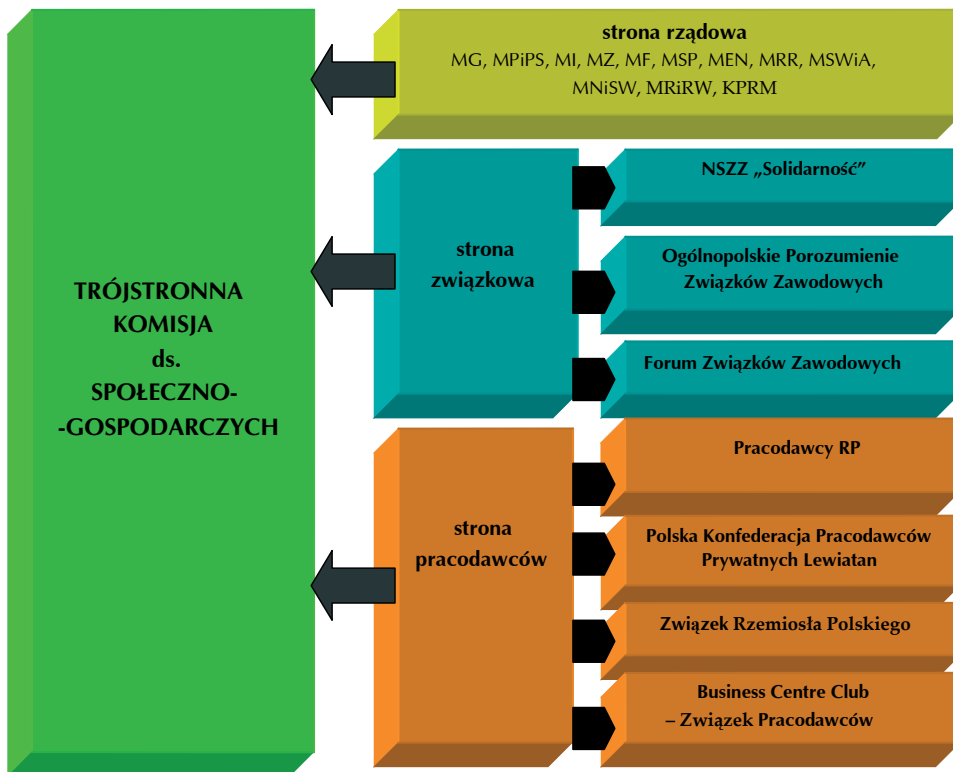 TRÓJSTRONNA
KOMISJA
ds.
SPOŁECZNO-
-GOSPODARCZYCH
strona rządowa
MG, MPiPS, MI, MZ, MF, MSP, MEN, MRR, MSWiA,
MNiSW, MRiRW, KPRM
strona
związkowa
NSZZ „Solidarność”
Ogólnopolskie Porozumienie
Związków Zawodowych
Forum Związków Zawodowych
strona
pracodawców
Pracodawcy RP
Polska Konfederacja Pracodawców
Prywatnych Lewiatan
Związek Rzemiosła Polskiego
Business Centre Club
– Związek Pracodawców